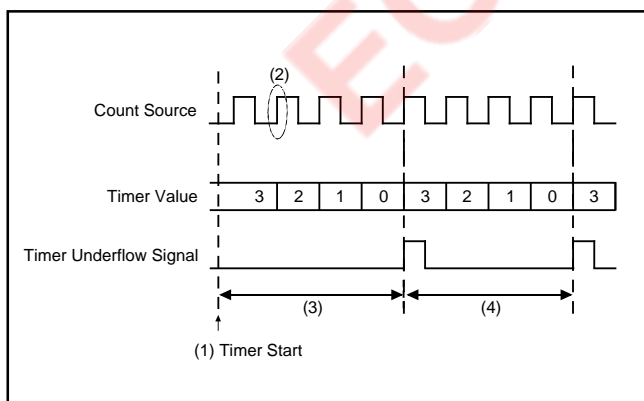 EC
(2)
Count Source
Timer Value 3 2 1 0 3 2 1 0 3
Timer Underflow Signal
(3) (4)
(1) Timer Start